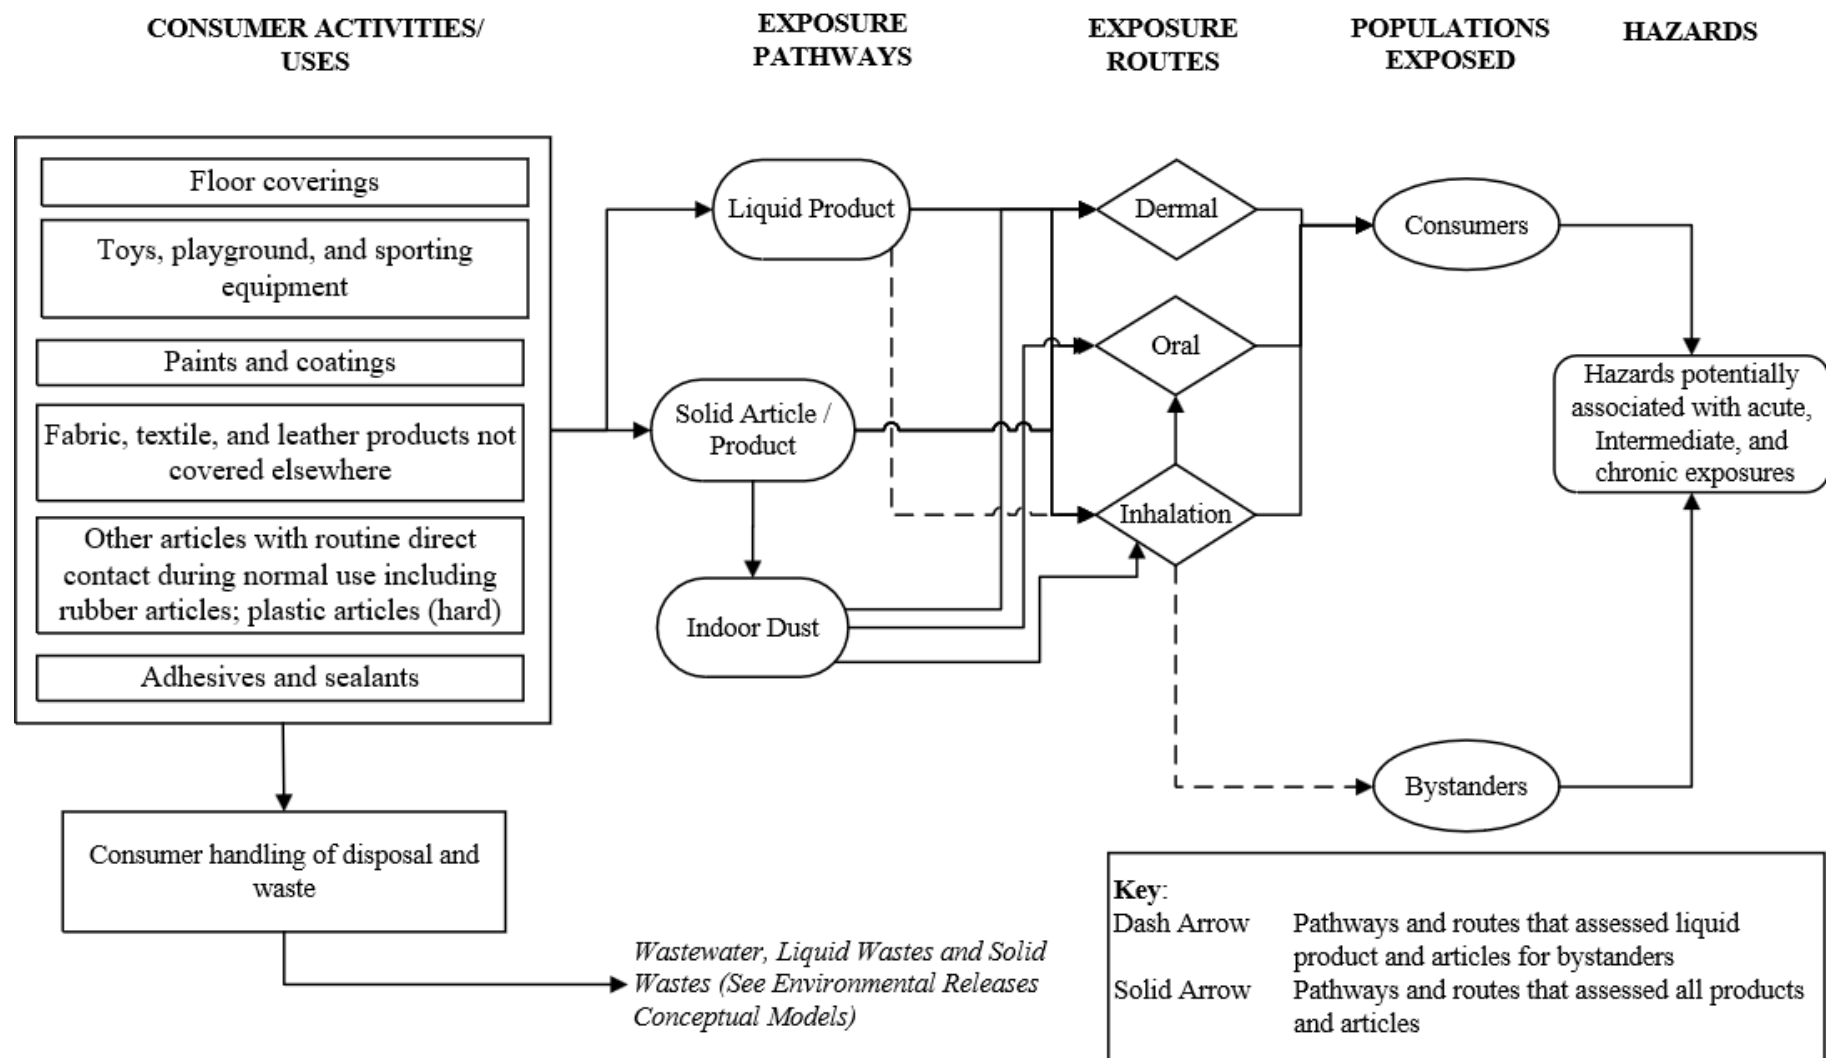 CONSUMER ACTIVITIES/
USES
EXPOSURE
PATHWAYS
EXPOSURE
ROUTES
POPULATIONS
EXPOSED
HAZARDS
Floor coverings
Toys, playground, and sporting
equipment
Paints and coatings
Fabric, textile, and leather products not
covered elsewhere
Other articles with routine direct
contact during normal use including
rubber articles; plastic articles (hard)
Adhesives and sealants
Consumer handling of disposal and
waste
Wastewater, Liquid Wastes and Solid
Wastes (See Environmental Releases
Conceptual Models)
Liquid Product
Solid Article /
Product
Indoor Dust
Dermal
Oral
Inhalation
Consumers
Bystanders
Hazards potentially
associated with acute,
Intermediate, and
chronic exposures
Key:
Dash Arrow Pathways and routes that assessed liquid
product and articles for bystanders
Solid Arrow Pathways and routes that assessed all products
and articles